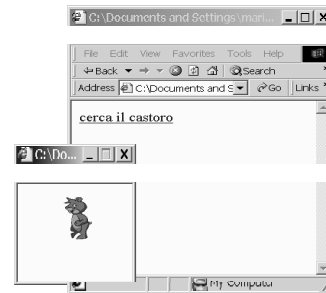 C:\Documents and Settings\mari...
File Edit View Favorites Tools Help
Back Search
Address C:\Documents and S Go Links
cerca il castoro
C:\Do...
My Computer